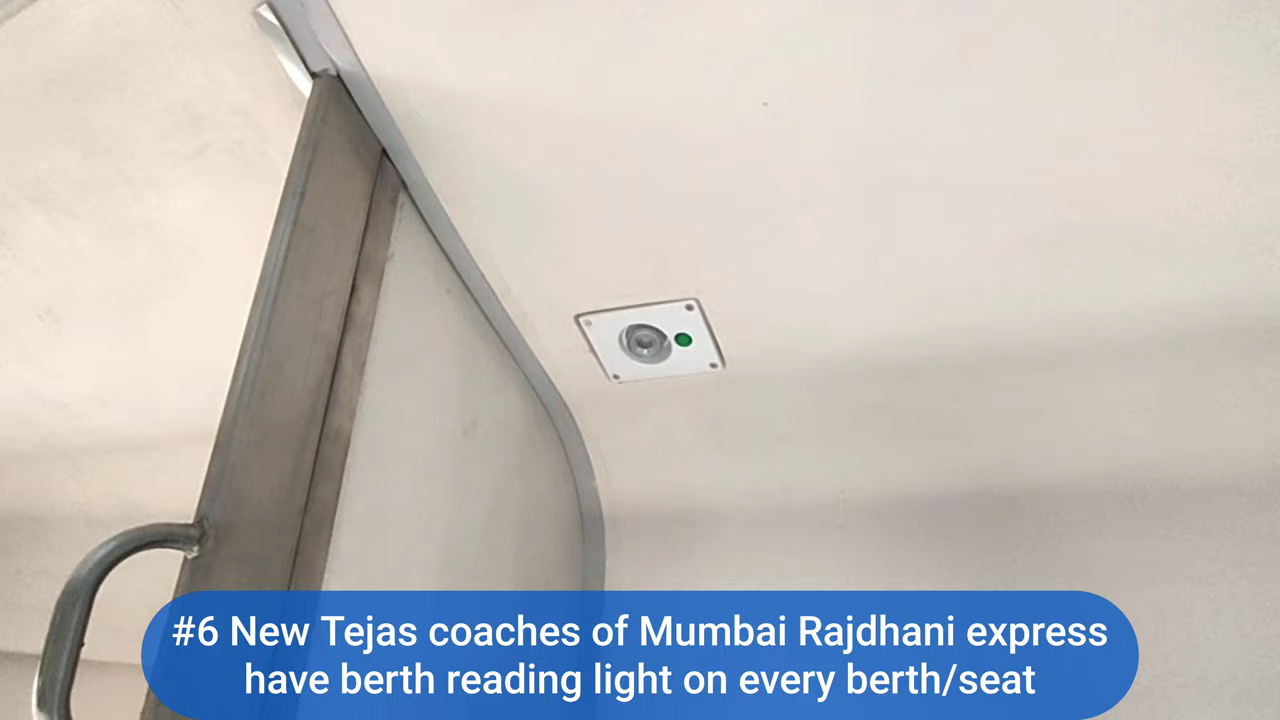 #6 New Tejas coaches of Mumbai Rajdhani express
have berth reading light on every berth/seat